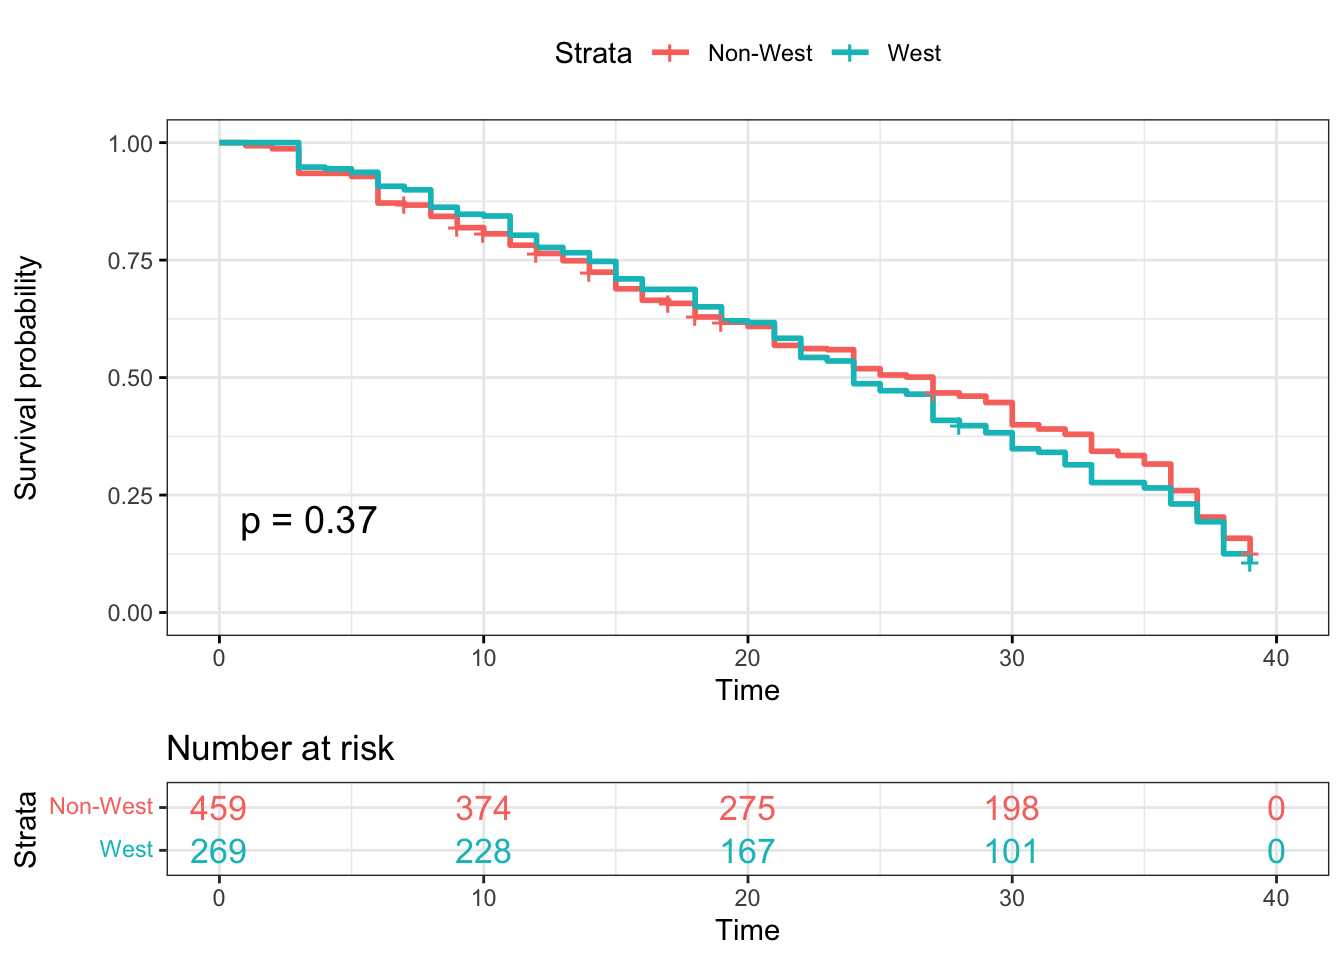 Strata Non-West West
Survival probability
1.00
0.75
0.50
0.25
0.00
p = 0.37
0 10 20 30 40
Time
Number at risk
Strata
Non-West 459 374 275 198 0
West 269 228 167 101 0
0 10 20 30 40
Time